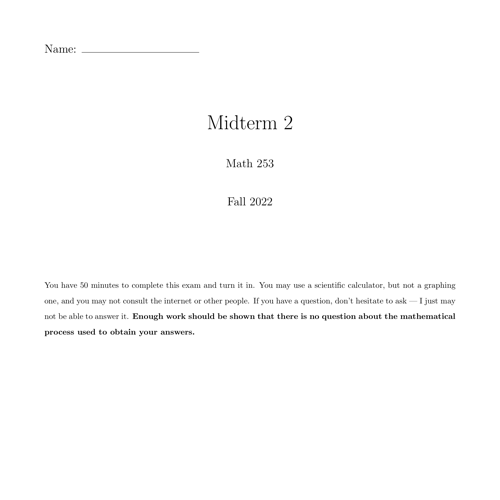 Name:
Midterm 2
Math 253
Fall 2022
You have 50 minutes to complete this exam and turn it in. You may use a scientific calculator, but not a graphing
one, and you may not consult the internet or other people. If you have a question, don't hesitate to ask — I just may
not be able to answer it. Enough work should be shown that there is no question about the mathematical
process used to obtain your answers.